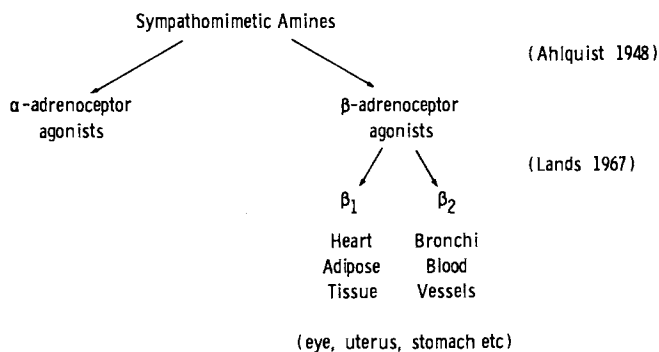 Sympathomimetic Amines
(Ahlquist 1948)
α-adrenoceptor
agonists
β-adrenoceptor
agonists
(Lands 1967)
β1 β2
Heart Bronchi
Adipose Blood
Tissue Vessels
(eye, uterus, stomach etc)